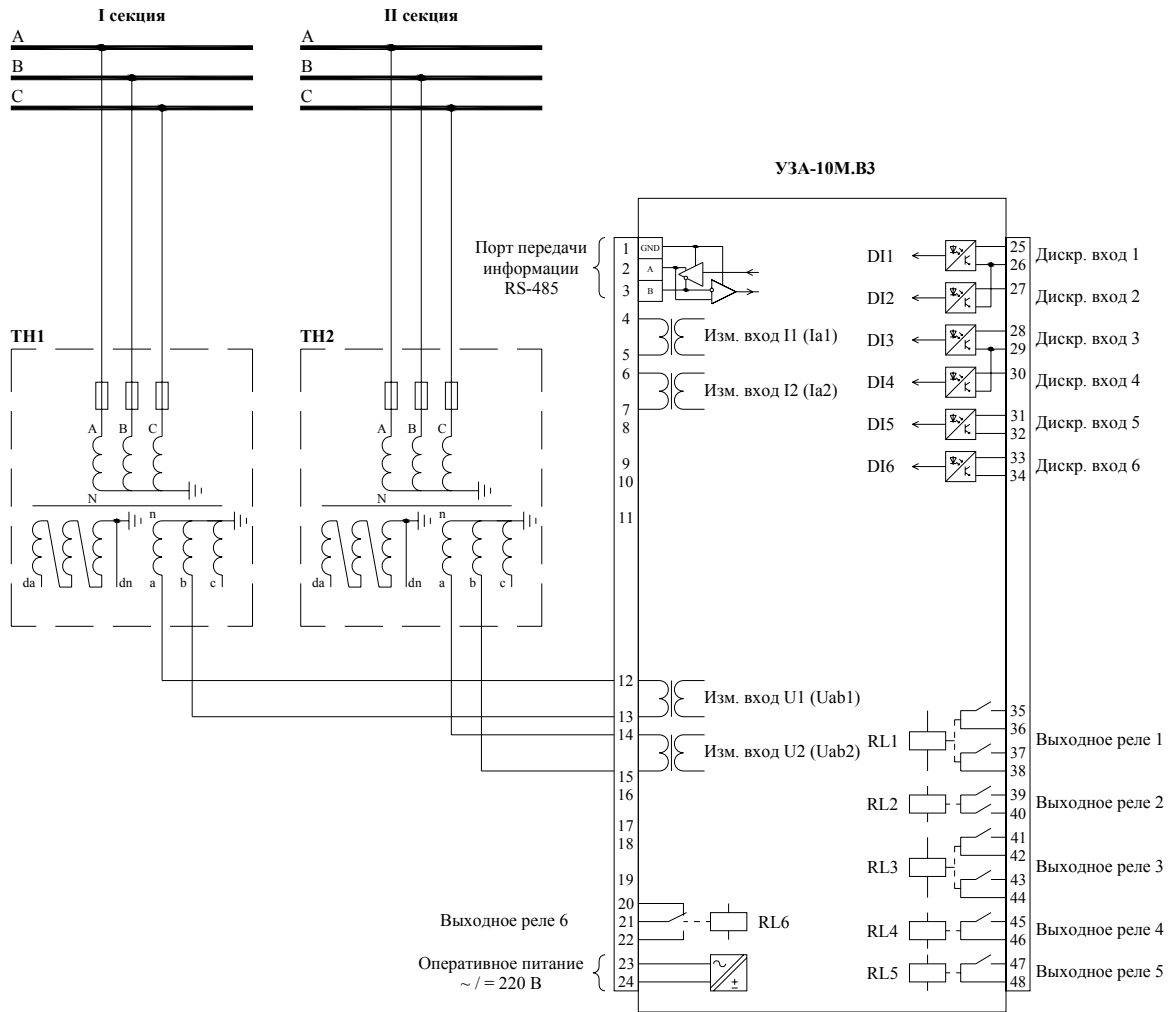 I секция
II секция
A
B
C
A
B
C
УЗА-10М.В3
ТН1
A
B
C
N
n
da
dn
a
b
c
ТН2
A
B
C
N
n
da
dn
a
b
c
Порт передачи
информации
RS-485
1
GND
2
A
3
B
4
5
Изм. вход I1 (Ia1)
6
7
Изм. вход I2 (Ia2)
8
9
10
11
12
13
Изм. вход U1 (Uab1)
14
15
Изм. вход U2 (Uab2)
16
17
18
19
Выходное реле 6
20
21
22
RL6
Оперативное питание
~ / = 220 В
23
24
DI1
25
26
Дискр. вход 1
DI2
27
Дискр. вход 2
DI3
28
29
Дискр. вход 3
DI4
30
Дискр. вход 4
DI5
31
32
Дискр. вход 5
DI6
33
34
Дискр. вход 6
RL1
35
36
37
38
Выходное реле 1
RL2
39
40
Выходное реле 2
RL3
41
42
43
44
Выходное реле 3
RL4
45
46
Выходное реле 4
RL5
47
48
Выходное реле 5